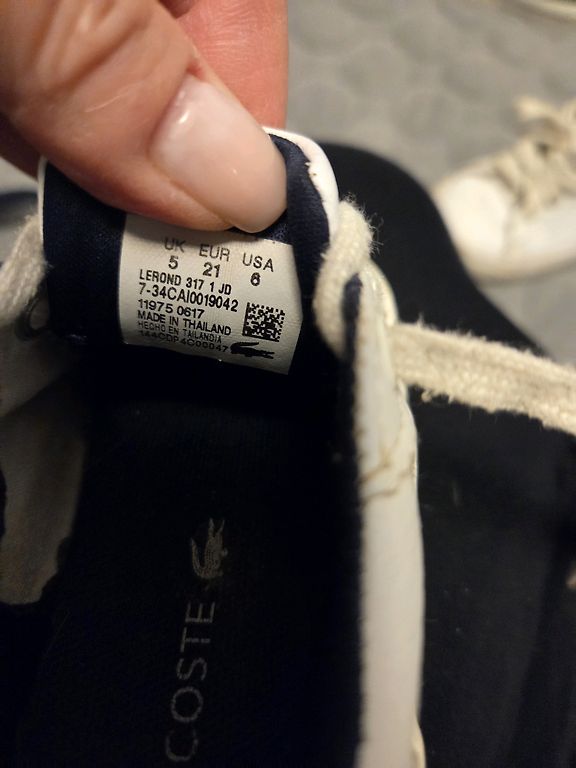 UK EUR USA
5 21 6
LEROND 317 1 JD
7-34CAI0019042
11975 0617
MADE IN THAILAND
HECHO EN TAILANDIA
144CDP4C00047
COSTE